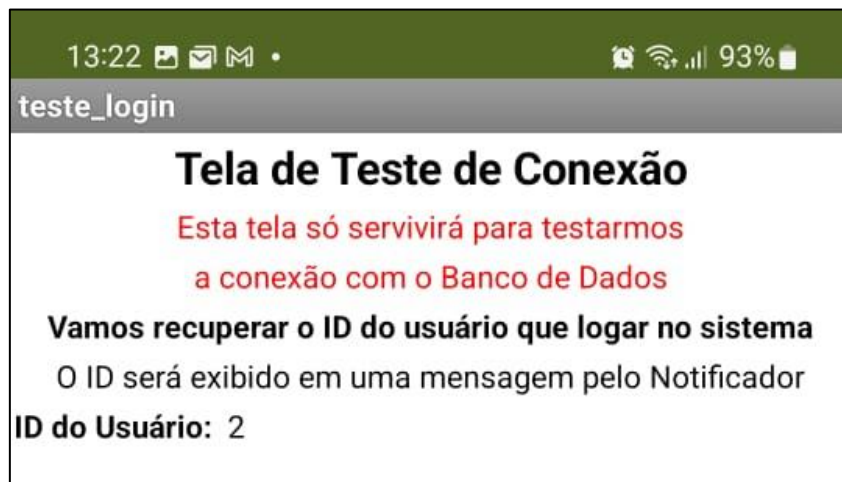 13:22 93%
teste_login
Tela de Teste de Conexão
Esta tela só servivirá para testarmos
a conexão com o Banco de Dados
Vamos recuperar o ID do usuário que logar no sistema
O ID será exibido em uma mensagem pelo Notificador
ID do Usuário: 2